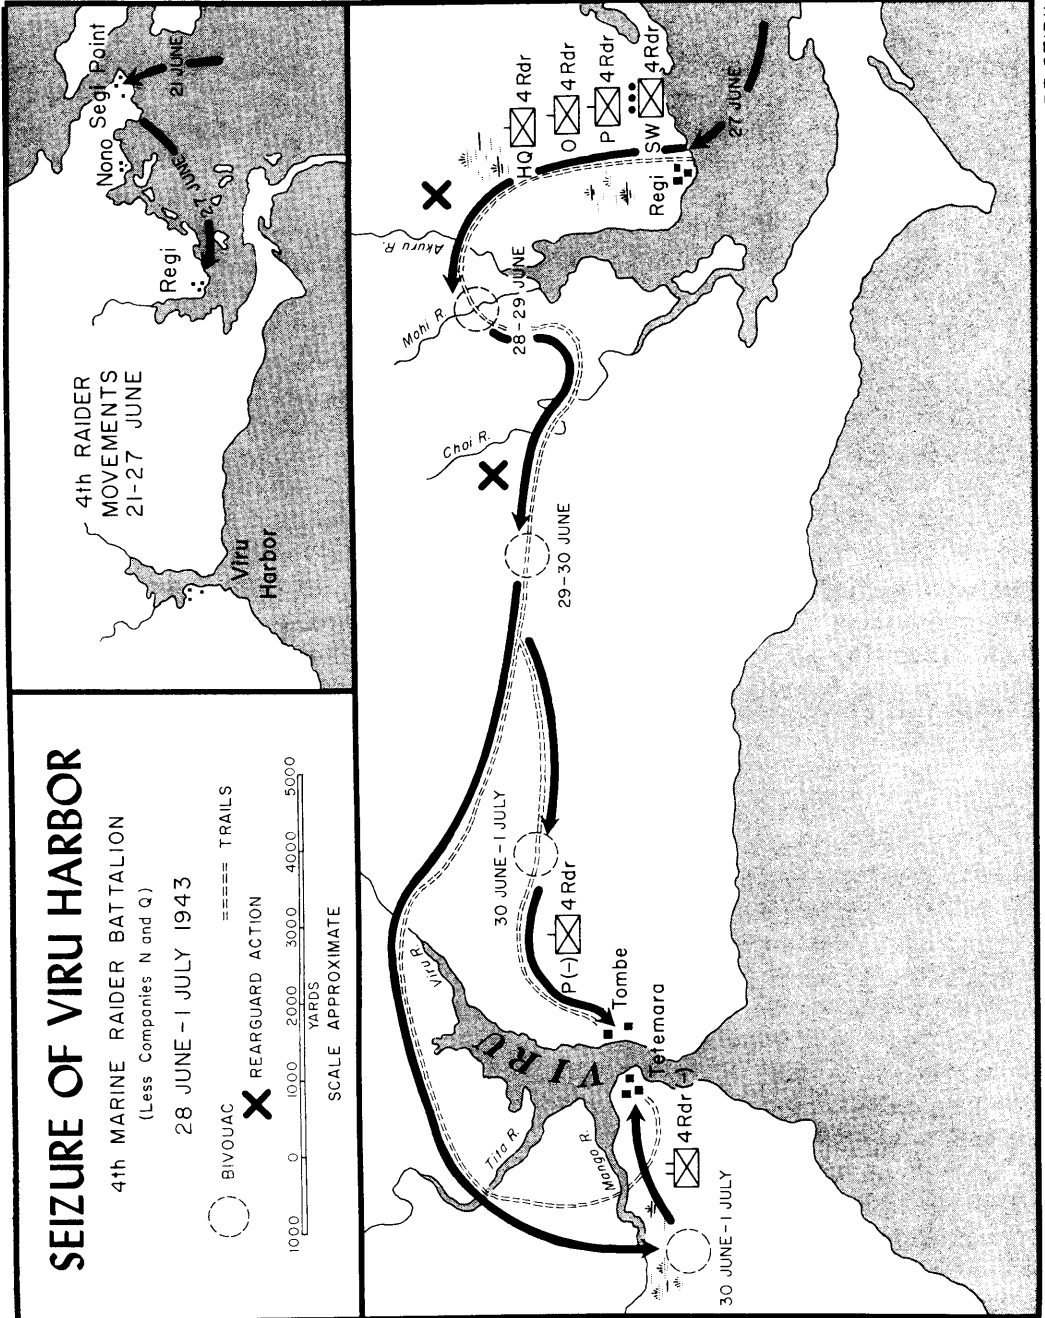 SEIZURE OF VIRU HARBOR
4th MARINE RAIDER BATTALION
(Less Companies N and Q)
28 JUNE-1 JULY 1943
BIVOUAC
===== TRAILS
REARGUARD ACTION
1000 0 1000 2000 3000 4000 5000
YARDS
SCALE APPROXIMATE
4th RAIDER
MOVEMENTS
21-27 JUNE
Viru
Harbor
Regi
Nono
Segi Point
21 JUNE
27 JUNE
HQ 4 Rdr
O 4 Rdr
P 4 Rdr
SW 4 Rdr
27 JUNE
Regi
Akuru R.
Mohi R.
28-29 JUNE
Choi R.
29-30 JUNE
30 JUNE-1 JULY
P(-) 4 Rdr
Tombe
Tetemara
Viru R.
VIRU
Tita R.
Mango R.
4 Rdr (-)
30 JUNE-1 JULY